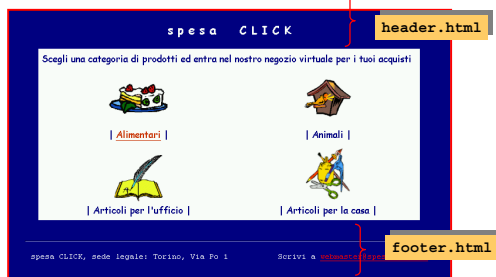 spesa CLICK
header.html
Scegli una categoria di prodotti ed entra nel nostro negozio virtuale per i tuoi acquisti
| Alimentari |
| Animali |
| Articoli per l'ufficio |
| Articoli per la casa |
footer.html
spesa CLICK, sede legale: Torino, Via Po 1
Scrivi a